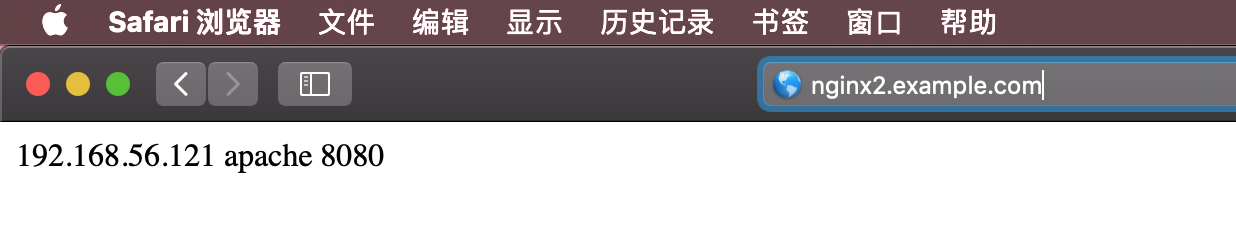 Safari 浏览器 文件 编辑 显示 历史记录 书签 窗口 帮助
nginx2.example.com
192.168.56.121 apache 8080